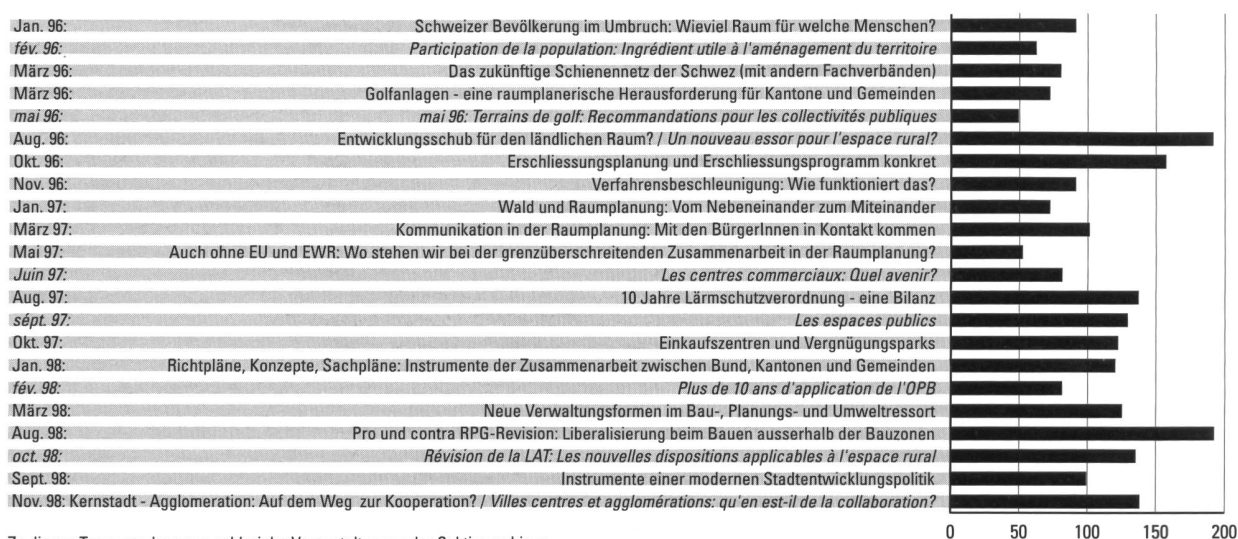 Jan. 96: Schweizer Bevölkerung im Umbruch: Wieviel Raum für welche Menschen?
fév. 96: Participation de la population: Ingrédient utile à l'aménagement du territoire
März 96: Das zukünftige Schienennetz der Schwez (mit andern Fachverbänden)
März 96: Golfanlagen - eine raumplanerische Herausforderung für Kantone und Gemeinden
mai 96: mai 96: Terrains de golf: Recommandations pour les collectivités publiques
Aug. 96: Entwicklungsschub für den ländlichen Raum? / Un nouveau essor pour l'espace rural?
Okt. 96: Erschliessungsplanung und Erschliessungsprogramm konkret
Nov. 96: Verfahrensbeschleunigung: Wie funktioniert das?
Jan. 97: Wald und Raumplanung: Vom Nebeneinander zum Miteinander
März 97: Kommunikation in der Raumplanung: Mit den BürgerInnen in Kontakt kommen
Mai 97: Auch ohne EU und EWR: Wo stehen wir bei der grenzüberschreitenden Zusammenarbeit in der Raumplanung?
Juin 97: Les centres commerciaux: Quel avenir?
Aug. 97: 10 Jahre Lärmschutzverordnung - eine Bilanz
sépt. 97: Les espaces publics
Okt. 97: Einkaufszentren und Vergnügungsparks
Jan. 98: Richtpläne, Konzepte, Sachpläne: Instrumente der Zusammenarbeit zwischen Bund, Kantonen und Gemeinden
fév. 98: Plus de 10 ans d'application de l'OPB
März 98: Neue Verwaltungsformen im Bau-, Planungs- und Umweltressort
Aug. 98: Pro und contra RPG-Revision: Liberalisierung beim Bauen ausserhalb der Bauzonen
oct. 98: Révision de la LAT: Les nouvelles dispositions applicables à l'espace rural
Sept. 98: Instrumente einer modernen Stadtentwicklungspolitik
Nov. 98: Kernstadt - Agglomeration: Auf dem Weg zur Kooperation? / Villes centres et agglomérations: qu'en est-il de la collaboration?
0 50 100 150 200